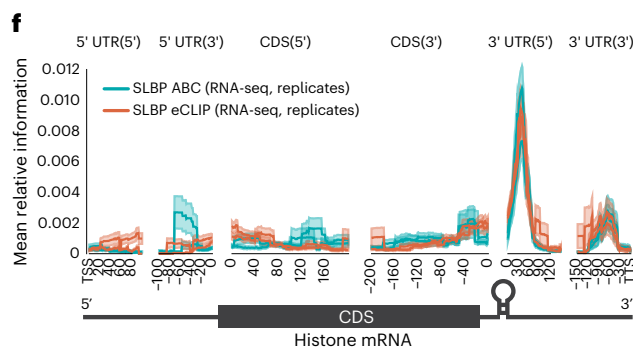 f
5′ UTR(5′) 5′ UTR(3′) CDS(5′) CDS(3′) 3′ UTR(5′) 3′ UTR(3′)
Mean relative information
0.012
0.010
0.008
0.006
0.004
0.002
0
SLBP ABC (RNA-seq, replicates)
SLBP eCLIP (RNA-seq, replicates)
TSS 20 40 60 80 −100 −80 −60 −40 −20 0 0 40 80 120 160 −200 −160 −120 −80 −40 0 0 30 60 90 120 −150 −120 −90 −60 −30 TTS
5′ 3′
CDS
Histone mRNA